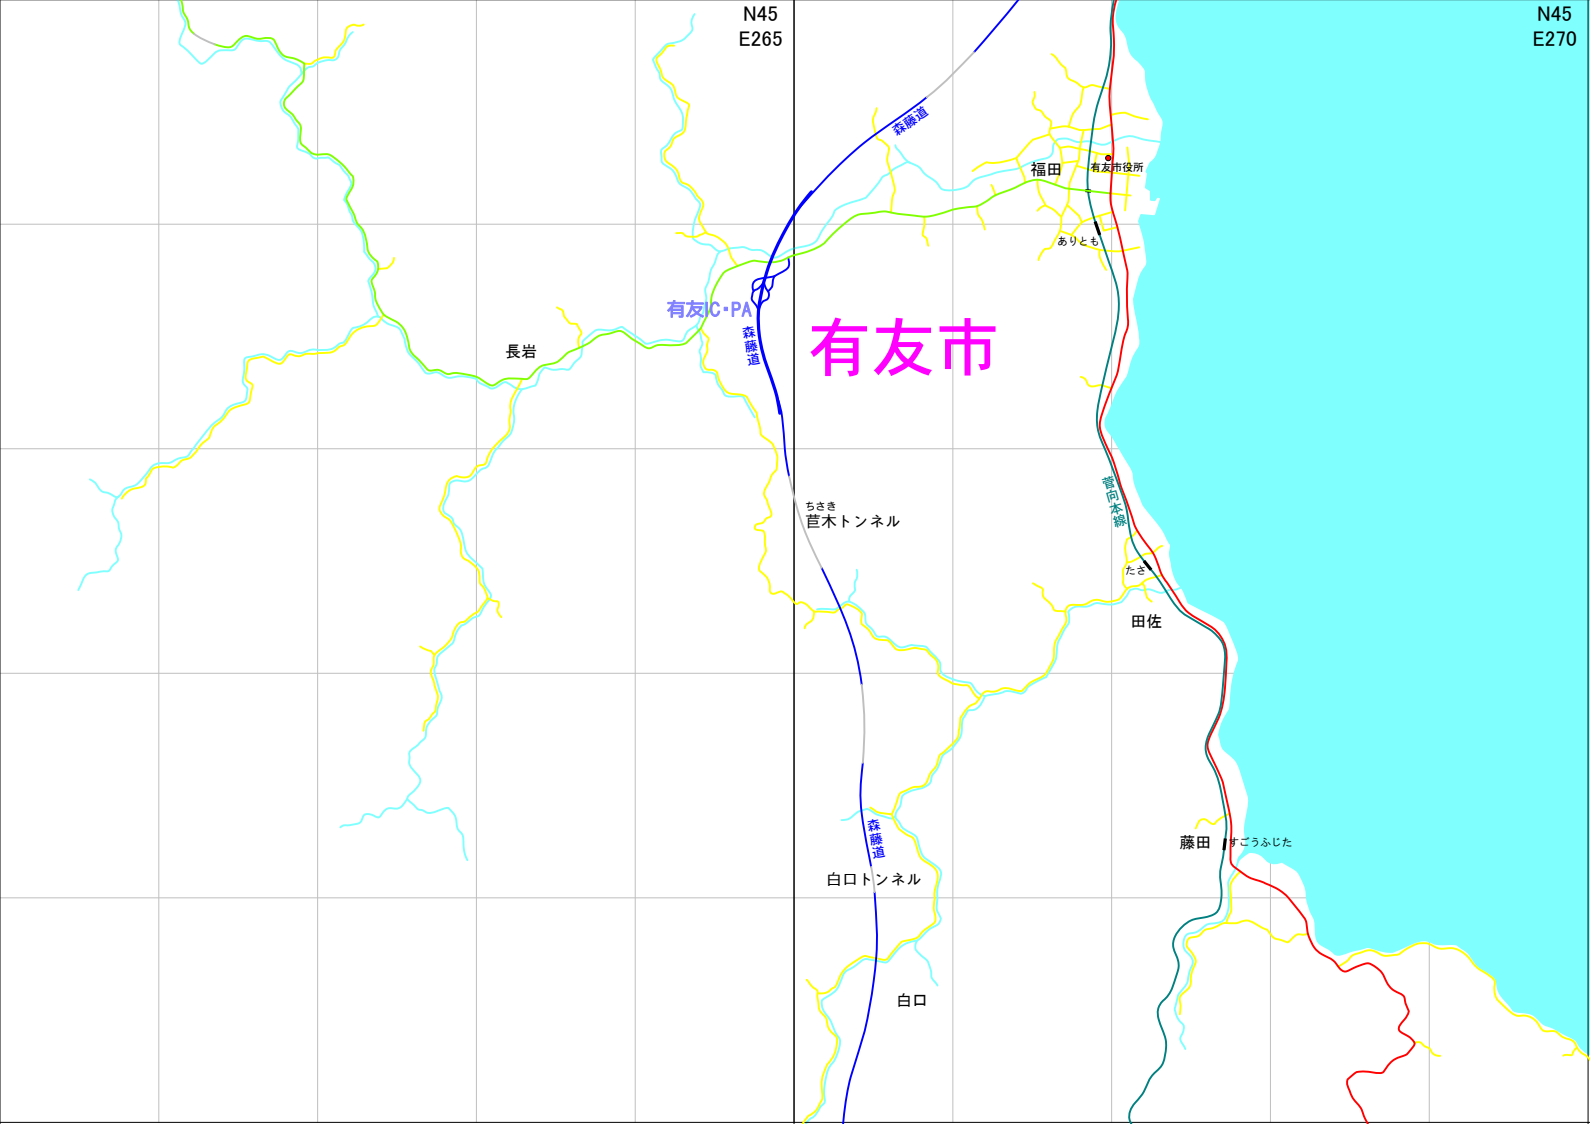 N45
E265
N45
E270
森藤道
福田
有友市役所
ありとも
有友IC・PA
森藤道
有友市
長岩
菅向本線
ちさき
苣木トンネル
たさ
田佐
森藤道
藤田
すごうふじた
白口トンネル
白口